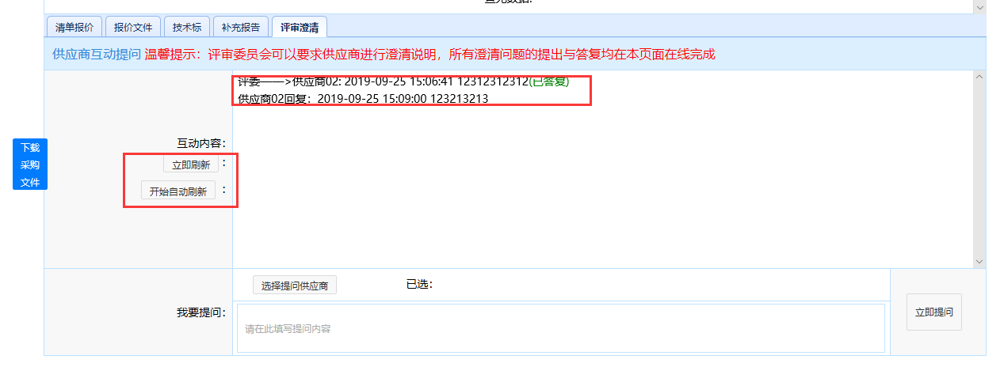 清单报价 报价文件 技术标 补充报告 评审澄清
供应商互动提问 温馨提示：评审委员会可以要求供应商进行澄清说明，所有澄清问题的提出与答复均在本页面在线完成
评委——>供应商02: 2019-09-25 15:06:41 12312312312(已答复)
供应商02回复：2019-09-25 15:09:00 123213213
互动内容：
立即刷新 ：
开始自动刷新 ：
下载
采购
文件
选择提问供应商 已选：
我要提问：
请在此填写提问内容
立即提问